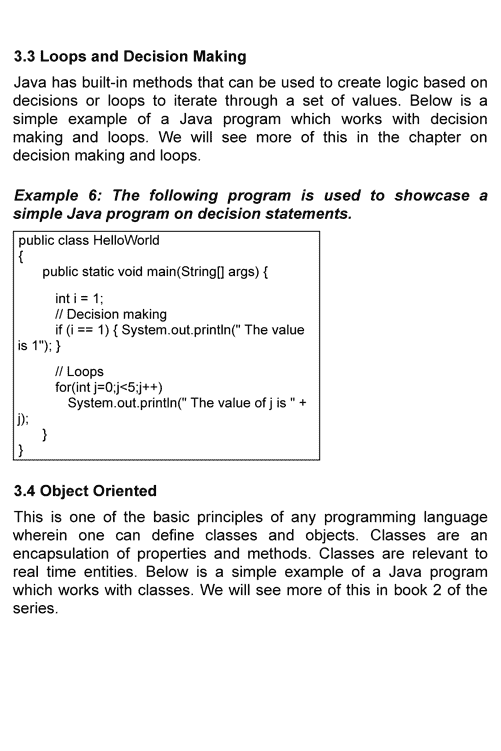 3.3 Loops and Decision Making
Java has built-in methods that can be used to create logic based on
decisions or loops to iterate through a set of values. Below is a
simple example of a Java program which works with decision
making and loops. We will see more of this in the chapter on
decision making and loops.
Example 6: The following program is used to showcase a
simple Java program on decision statements.
public class HelloWorld
{
public static void main(String[] args) {
int i = 1;
// Decision making
if (i == 1) { System.out.println(" The value
is 1"); }
// Loops
for(int j=0;j<5;j++)
System.out.println(" The value of j is " +
j);
}
}
3.4 Object Oriented
This is one of the basic principles of any programming language
wherein one can define classes and objects. Classes are an
encapsulation of properties and methods. Classes are relevant to
real time entities. Below is a simple example of a Java program
which works with classes. We will see more of this in book 2 of the
series.